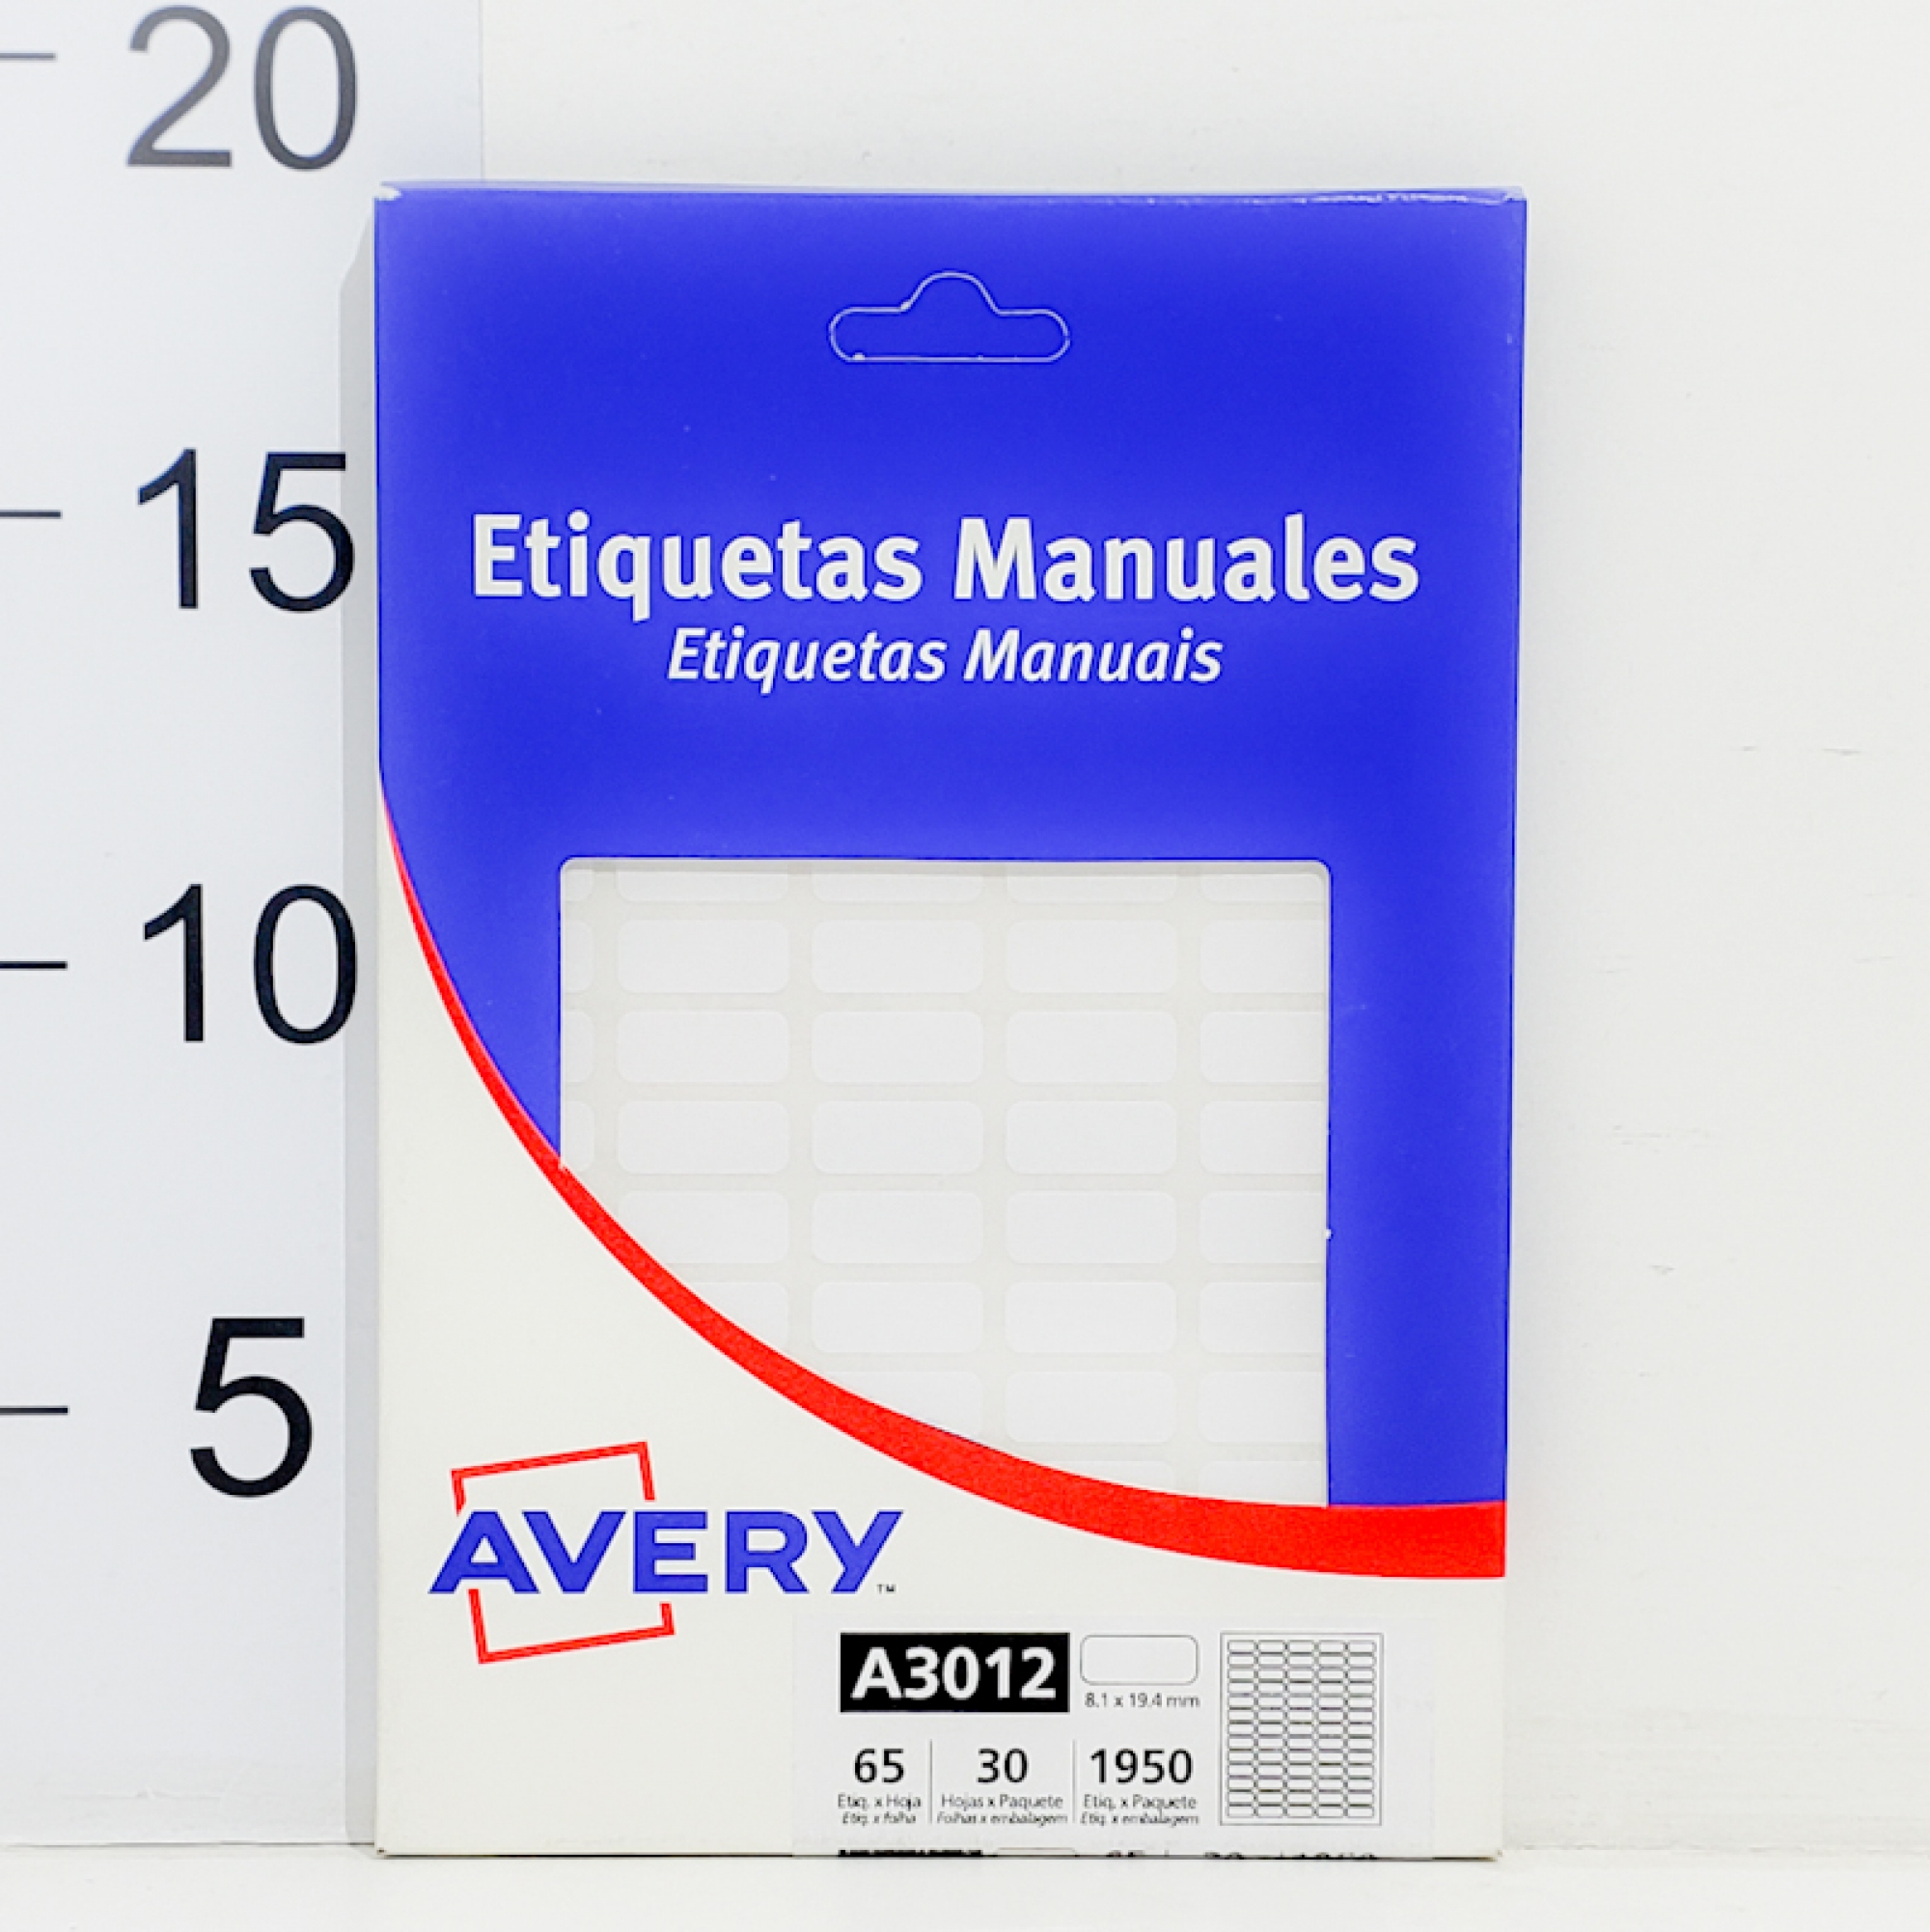 20
15
10
5
Etiquetas Manuales
Etiquetas Manuais
AVERY™
A3012
8.1 x 19.4 mm
65
Etiq. x Hoja
Etiq. x folha
30
Hojas x Paquete
Folhas x embalagem
1950
Etiq. x Paquete
Etiq. x embalagem